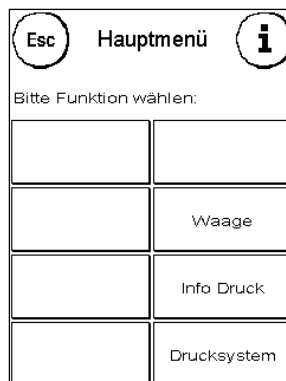 Esc Hauptmenü i
Bitte Funktion wählen:
Waage
Info Druck
Drucksystem